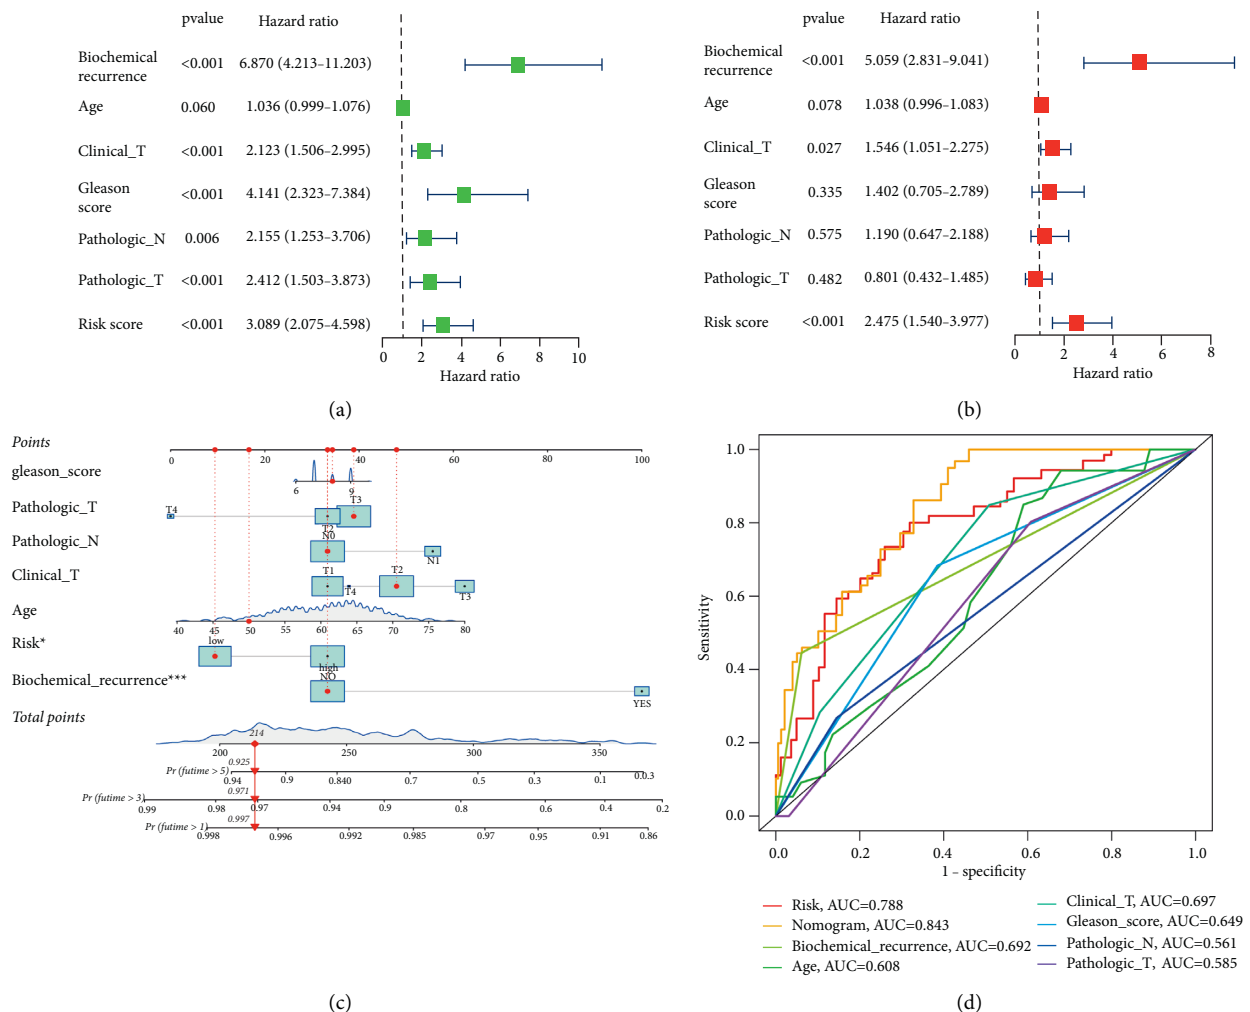 pvalue Hazard ratio
Biochemical recurrence <0.001 6.870 (4.213–11.203)
Age 0.060 1.036 (0.999–1.076)
Clinical_T <0.001 2.123 (1.506–2.995)
Gleason score <0.001 4.141 (2.323–7.384)
Pathologic_N 0.006 2.155 (1.253–3.706)
Pathologic_T <0.001 2.412 (1.503–3.873)
Risk score <0.001 3.089 (2.075–4.598)
0 2 4 6 8 10
Hazard ratio
(a)
pvalue Hazard ratio
Biochemical recurrence <0.001 5.059 (2.831–9.041)
Age 0.078 1.038 (0.996–1.083)
Clinical_T 0.027 1.546 (1.051–2.275)
Gleason score 0.335 1.402 (0.705–2.789)
Pathologic_N 0.575 1.190 (0.647–2.188)
Pathologic_T 0.482 0.801 (0.432–1.485)
Risk score <0.001 2.475 (1.540–3.977)
0 2 4 6 8
Hazard ratio
(b)
Points
0 20 40 60 80 100
gleason_score
6 9
Pathologic_T
T4 T2 T3
Pathologic_N
N0 N1
Clinical_T
T1 T4 T2 T3
Age
40 45 50 55 60 65 70 75 80
Risk*
low high
Biochemical_recurrence***
NO YES
Total points
214
200 250 300 350
0.925
Pr (futime > 5)
0.94 0.9 0.840 0.7 0.5 0.3 0.1
0.971
Pr (futime > 3)
0.99 0.98 0.97 0.94 0.9 0.8 0.6 0.4 0.2
0.997
Pr (futime > 1)
0.998 0.996 0.992 0.985 0.97 0.95 0.91 0.86
(c)
Sensitivity
1.0
0.8
0.6
0.4
0.2
0.0
0.0 0.2 0.4 0.6 0.8 1.0
1 – specificity
Risk, AUC=0.788
Nomogram, AUC=0.843
Biochemical_recurrence, AUC=0.692
Age, AUC=0.608
Clinical_T, AUC=0.697
Gleason_score, AUC=0.649
Pathologic_N, AUC=0.561
Pathologic_T, AUC=0.585
(d)